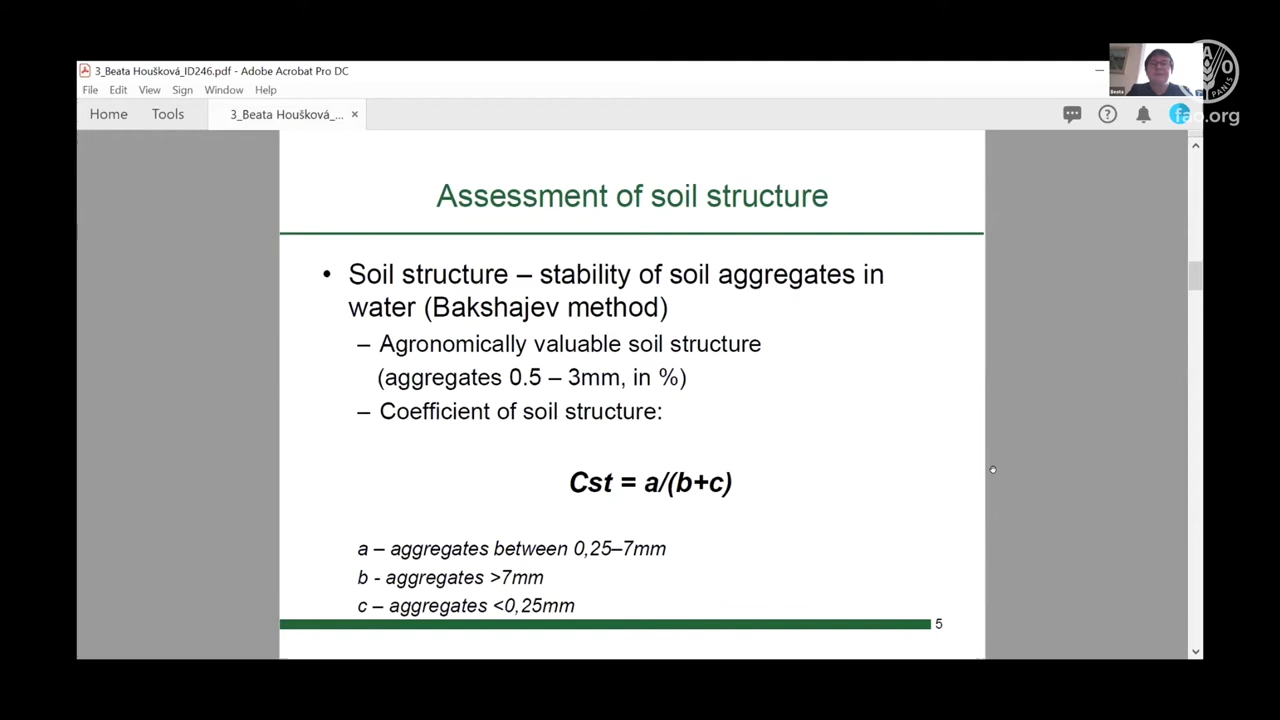 3_Beata Houšková_ID246.pdf - Adobe Acrobat Pro DC
File Edit View Sign Window Help
Home Tools 3_Beata Houšková_... ×
fao.org
Assessment of soil structure
• Soil structure – stability of soil aggregates in
water (Bakshajev method)
– Agronomically valuable soil structure
(aggregates 0.5 – 3mm, in %)
– Coefficient of soil structure:
Cst = a/(b+c)
a – aggregates between 0,25–7mm
b - aggregates >7mm
c – aggregates <0,25mm
5
Beata
PANIS